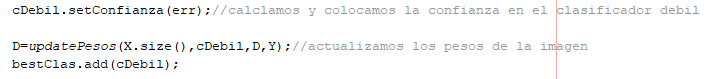 cDebil.setConfianza(err);//calclamos y colocamos la confianza en el clasificador debil
D=updatePesos(X.size(),cDebil,D,Y);//actualizamos los pesos de la imagen
bestClas.add(cDebil);